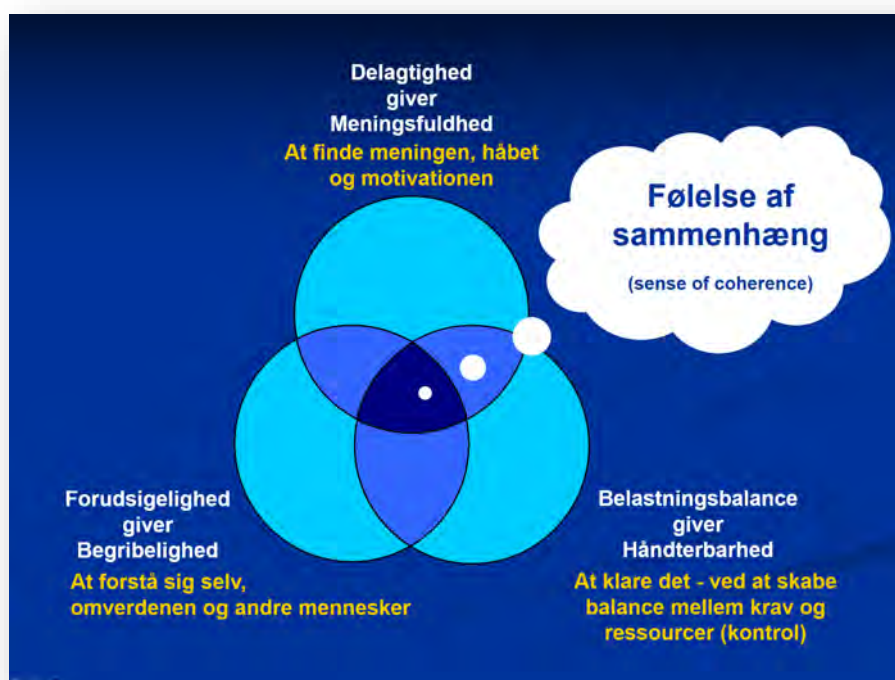 Delagtighed
giver
Meningsfuldhed
At finde meningen, håbet
og motivationen
Følelse af
sammenhæng
(sense of coherence)
Forudsigelighed
giver
Begribelighed
At forstå sig selv,
omverdenen og andre mennesker
Belastningsbalance
giver
Håndterbarhed
At klare det - ved at skabe
balance mellem krav og
ressourcer (kontrol)